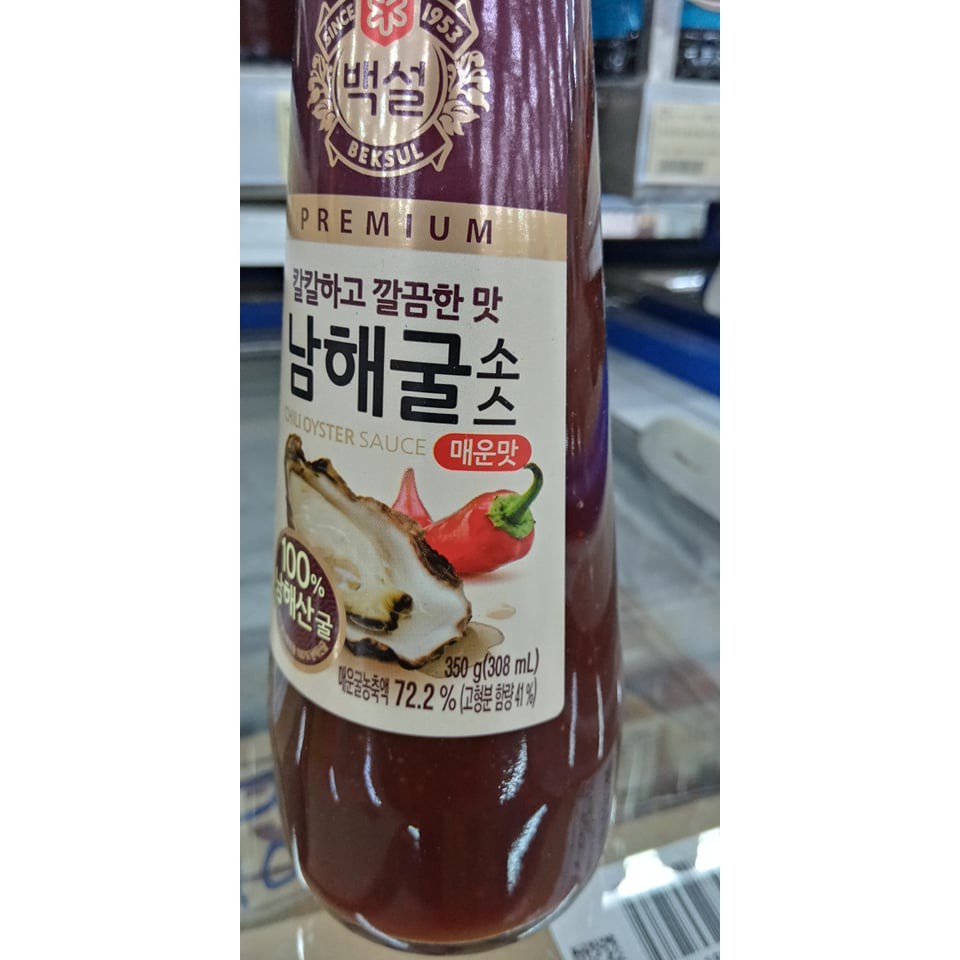 SINCE 1953
백설
BEKSUL
PREMIUM
칼칼하고 깔끔한 맛
남해굴소스
CHILI OYSTER SAUCE 매운맛
100%
남해산 굴
350 g(308 mL)
매운굴농축액 72.2 % (고형분 함량 41 %)